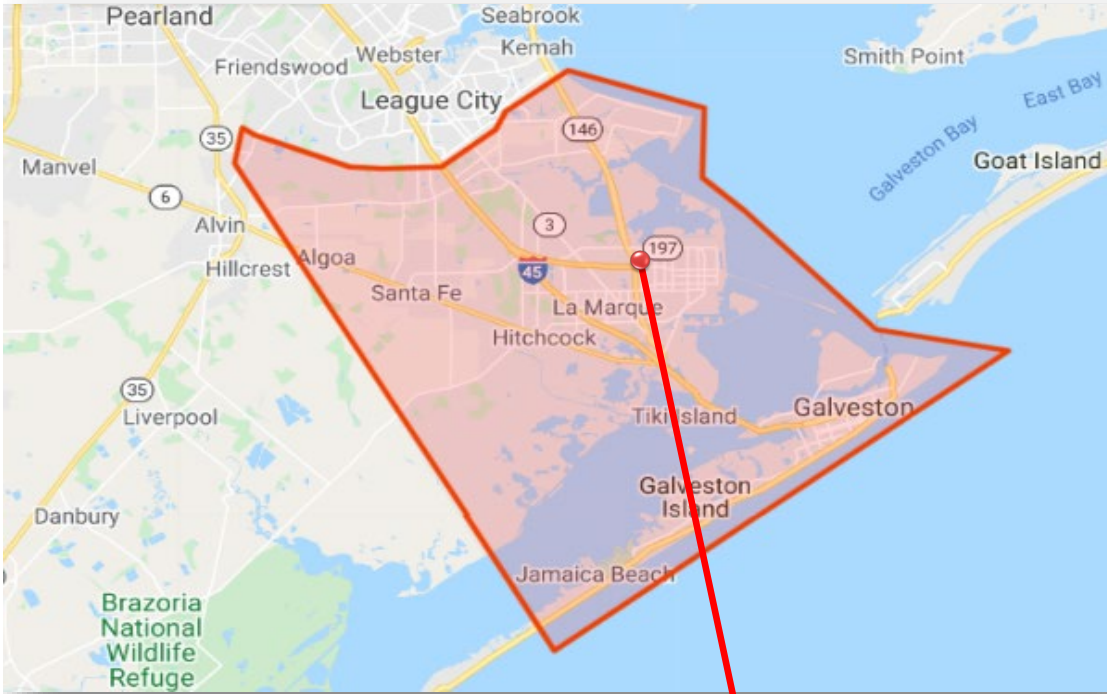 Pearland
Seabrook
Kemah
Webster
Friendswood
Smith Point
League City
East Bay
Galveston Bay
35
146
Manvel
Goat Island
6
3
Alvin
197
Algoa
Hillcrest
45
Santa Fe
La Marque
Hitchcock
35
Liverpool
Tiki Island
Galveston
Galveston
Island
Danbury
Jamaica Beach
Brazoria
National
Wildlife
Refuge